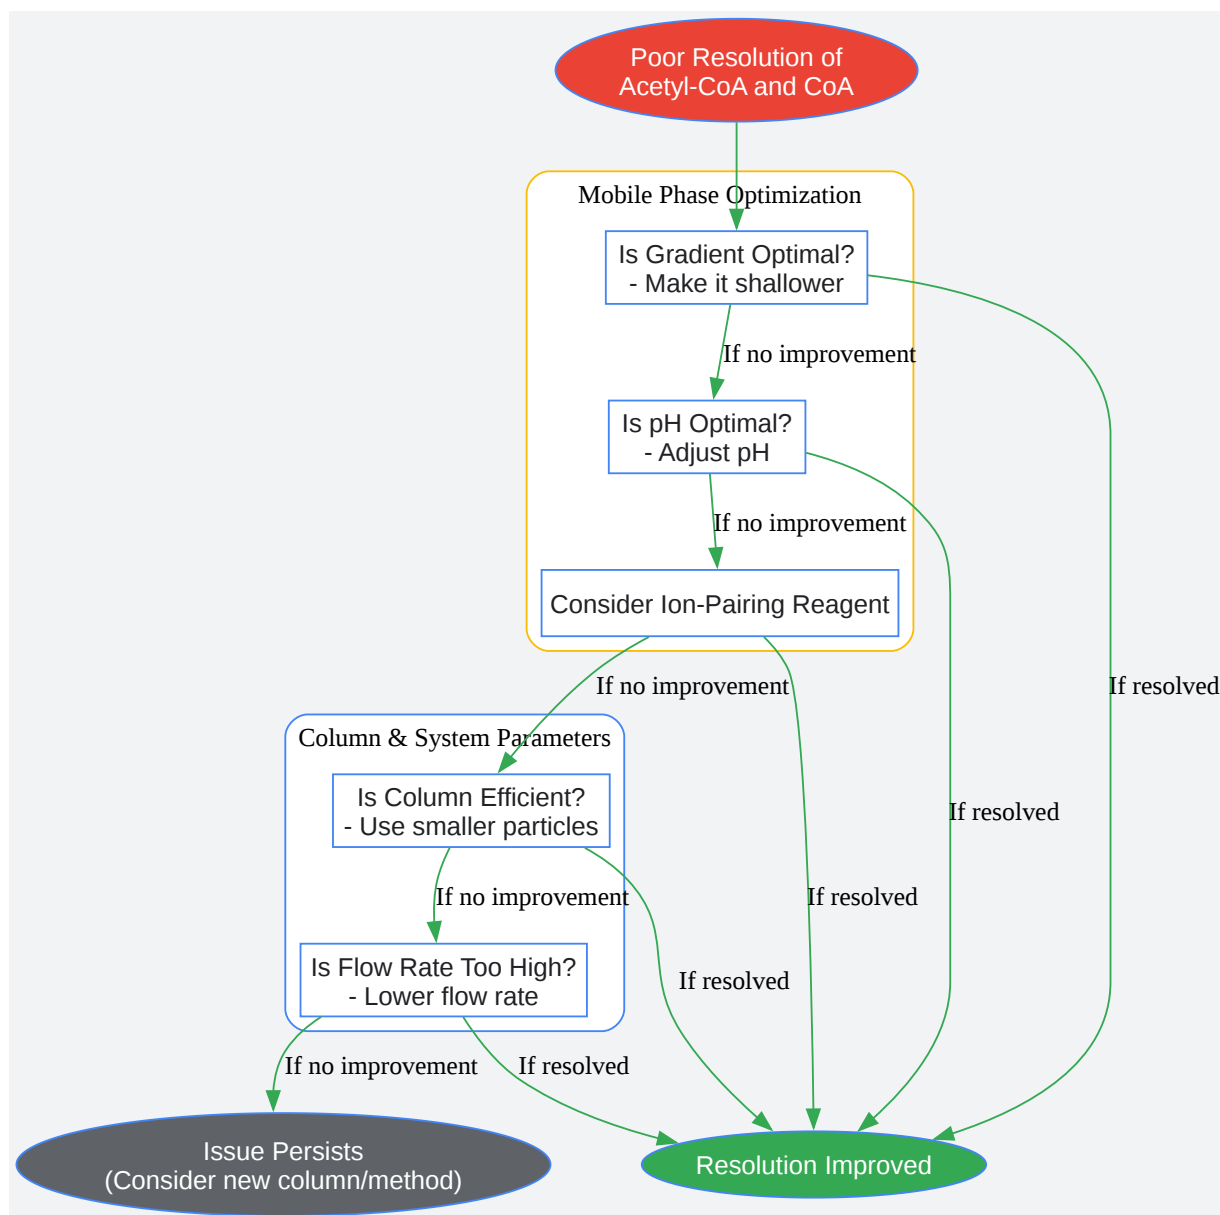 Poor Resolution of
Acetyl-CoA and CoA
Mobile Phase Optimization
Is Gradient Optimal?
- Make it shallower
If no improvement
Is pH Optimal?
- Adjust pH
If no improvement
Consider Ion-Pairing Reagent
If no improvement
If resolved
Column & System Parameters
Is Column Efficient?
- Use smaller particles
If resolved
If no improvement
If resolved
Is Flow Rate Too High?
- Lower flow rate
If resolved
If no improvement
If resolved
Issue Persists
(Consider new column/method)
Resolution Improved